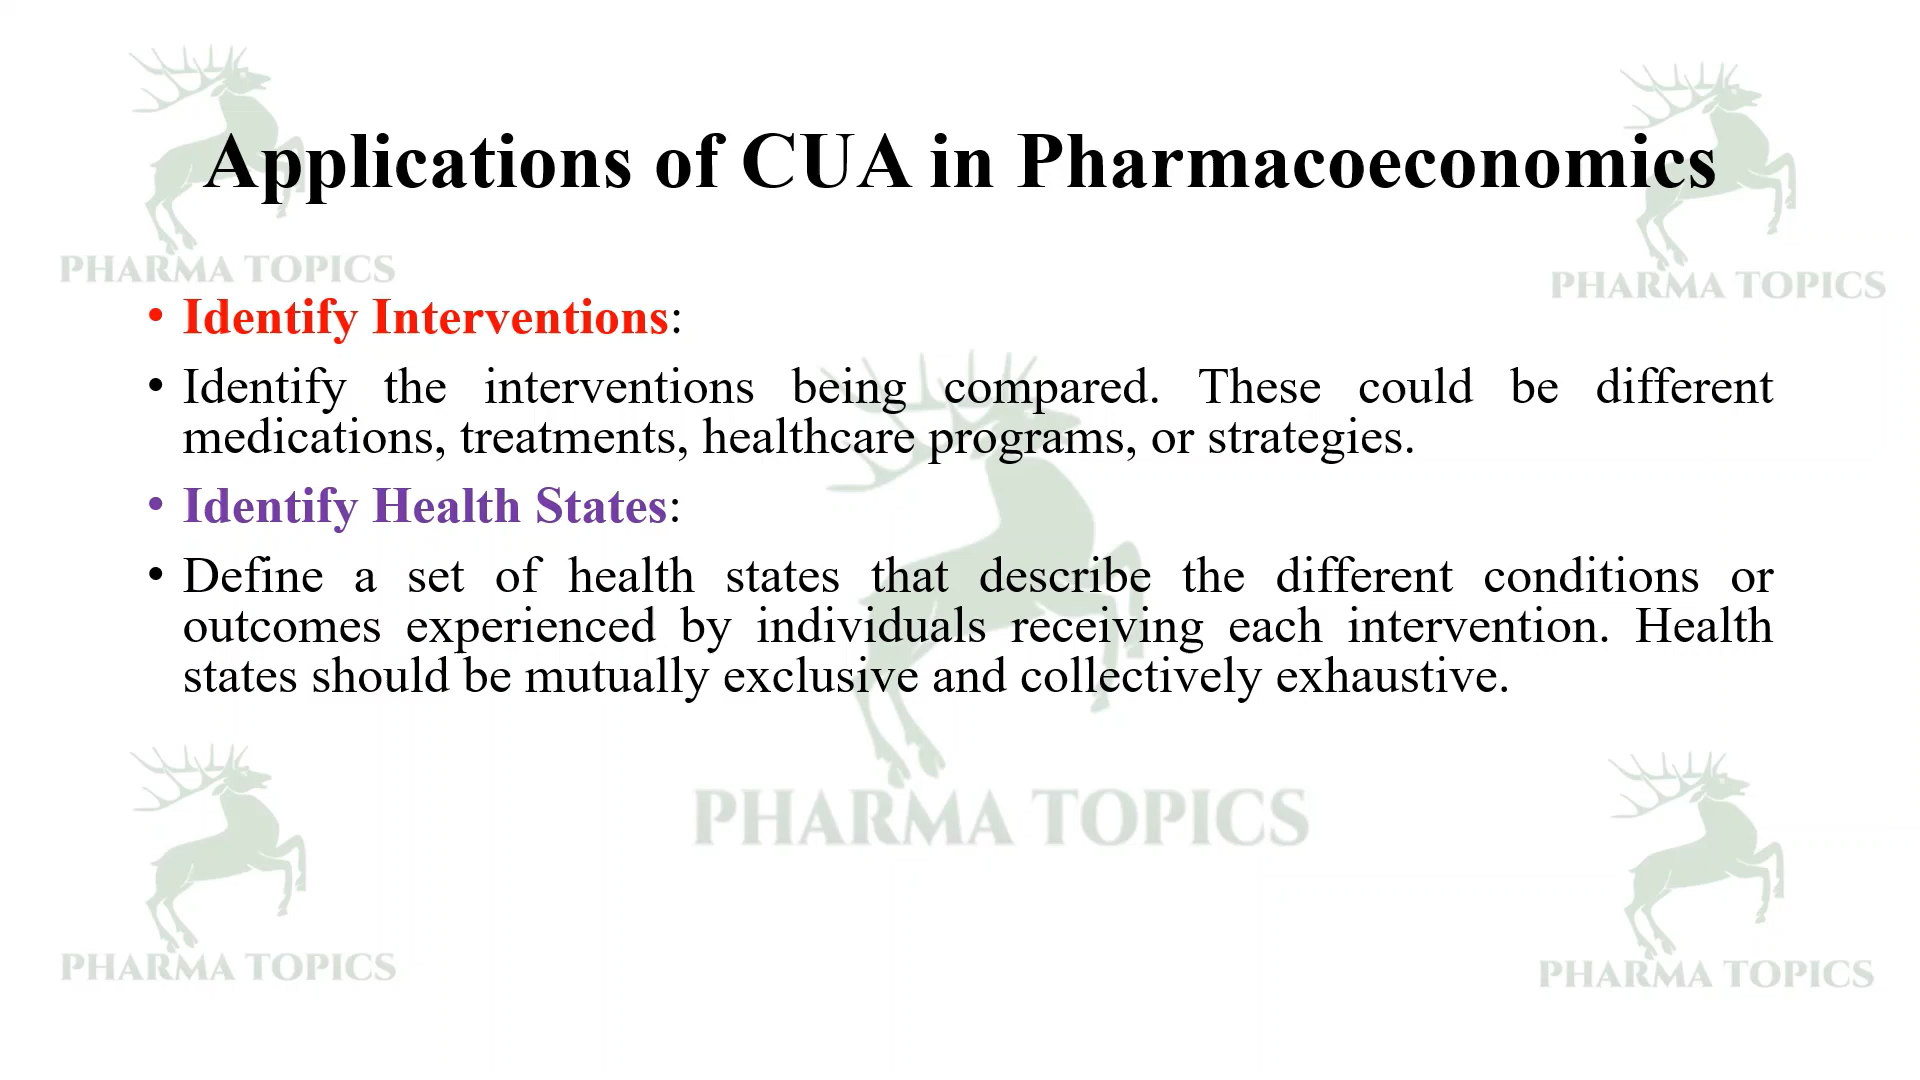 Applications of CUA in Pharmacoeconomics
PHARMA TOPICS
PHARMA TOPICS
• Identify Interventions:
• Identify the interventions being compared. These could be different
medications, treatments, healthcare programs, or strategies.
• Identify Health States:
• Define a set of health states that describe the different conditions or
outcomes experienced by individuals receiving each intervention. Health
states should be mutually exclusive and collectively exhaustive.
PHARMA TOPICS
PHARMA TOPICS
PHARMA TOPICS